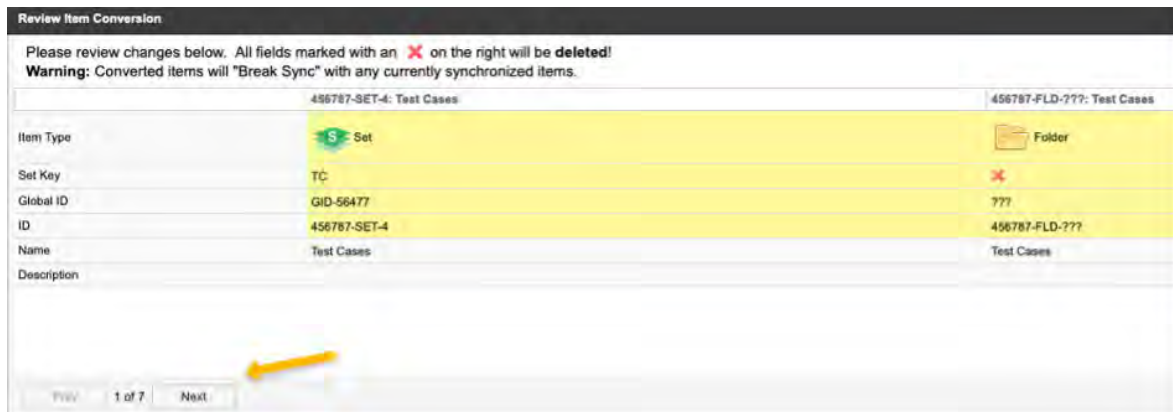 Review Item Conversion
Please review changes below. All fields marked with an ❌ on the right will be deleted!
Warning: Converted items will "Break Sync" with any currently synchronized items.
456787-SET-4: Test Cases 456787-FLD-???: Test Cases
Item Type S Set Folder
Set Key TC ❌
Global ID GID-56477 ???
ID 456787-SET-4 456787-FLD-???
Name Test Cases Test Cases
Description
Prev 1 of 7 Next